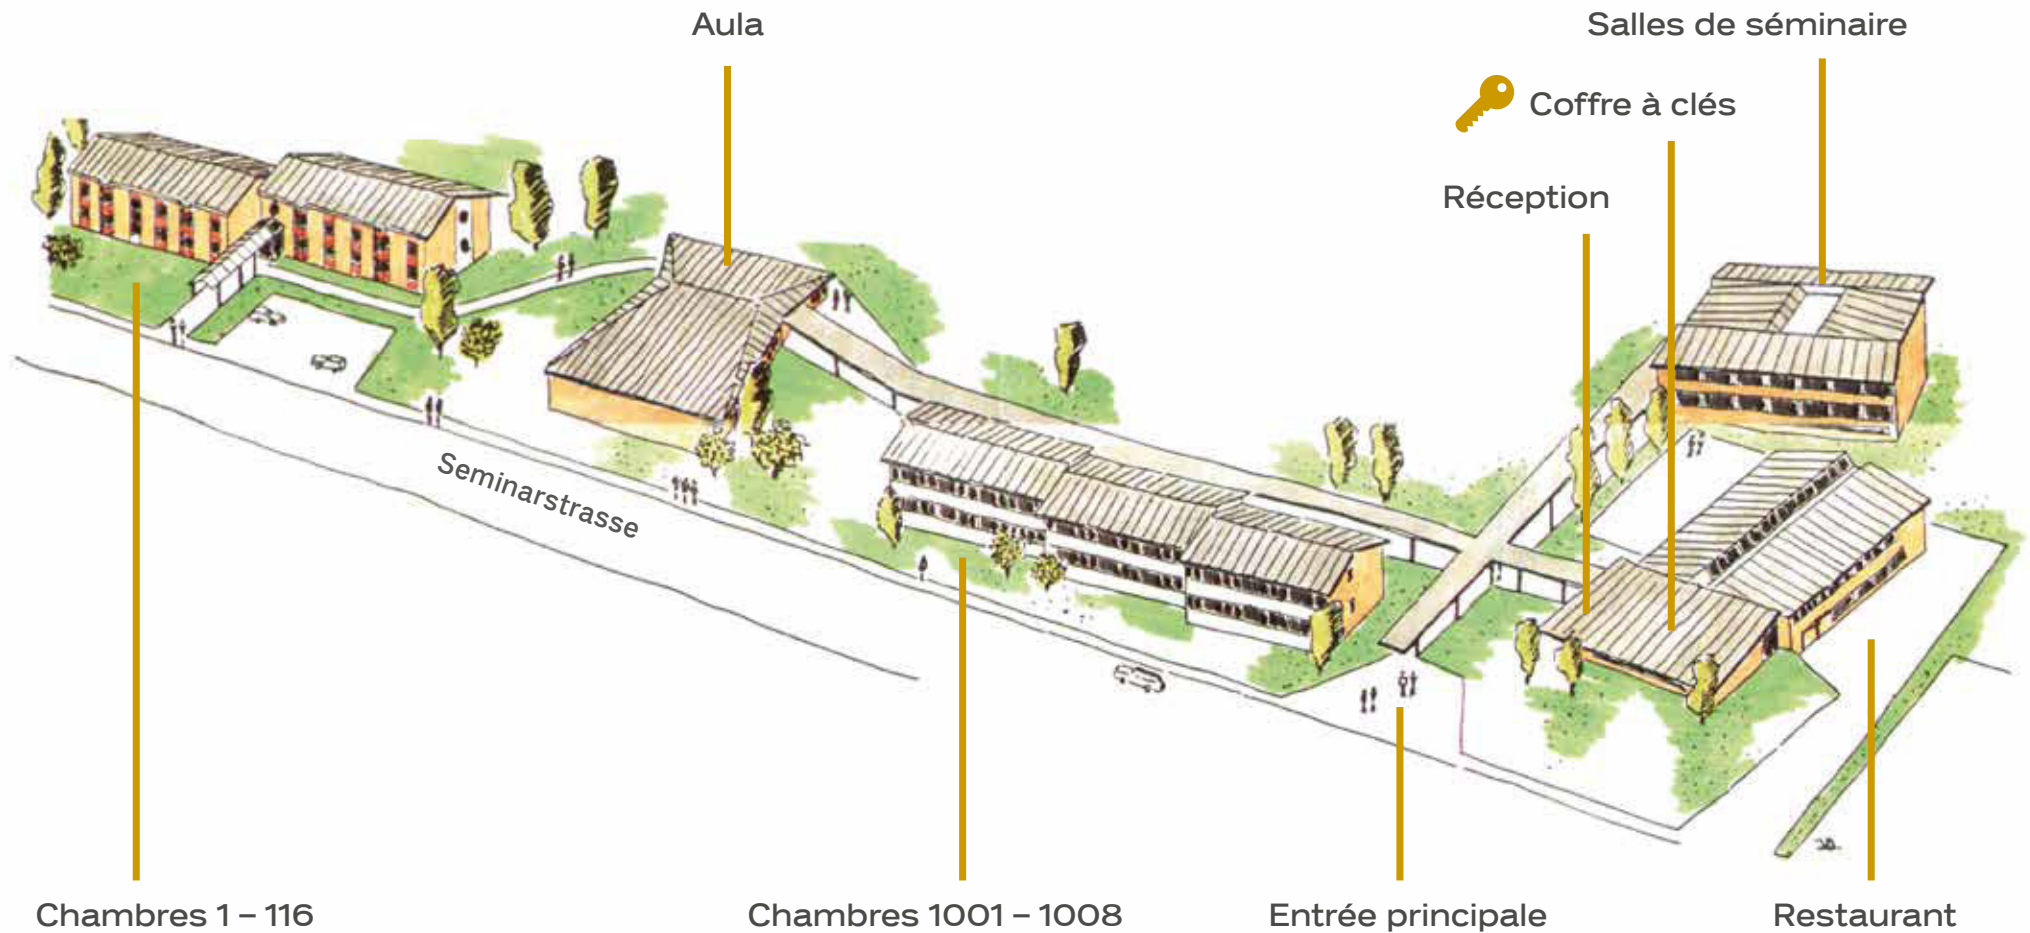 Aula
Salles de séminaire
Coffre à clés
Réception
Seminarstrasse
Chambres 1 – 116
Chambres 1001 – 1008
Entrée principale
Restaurant